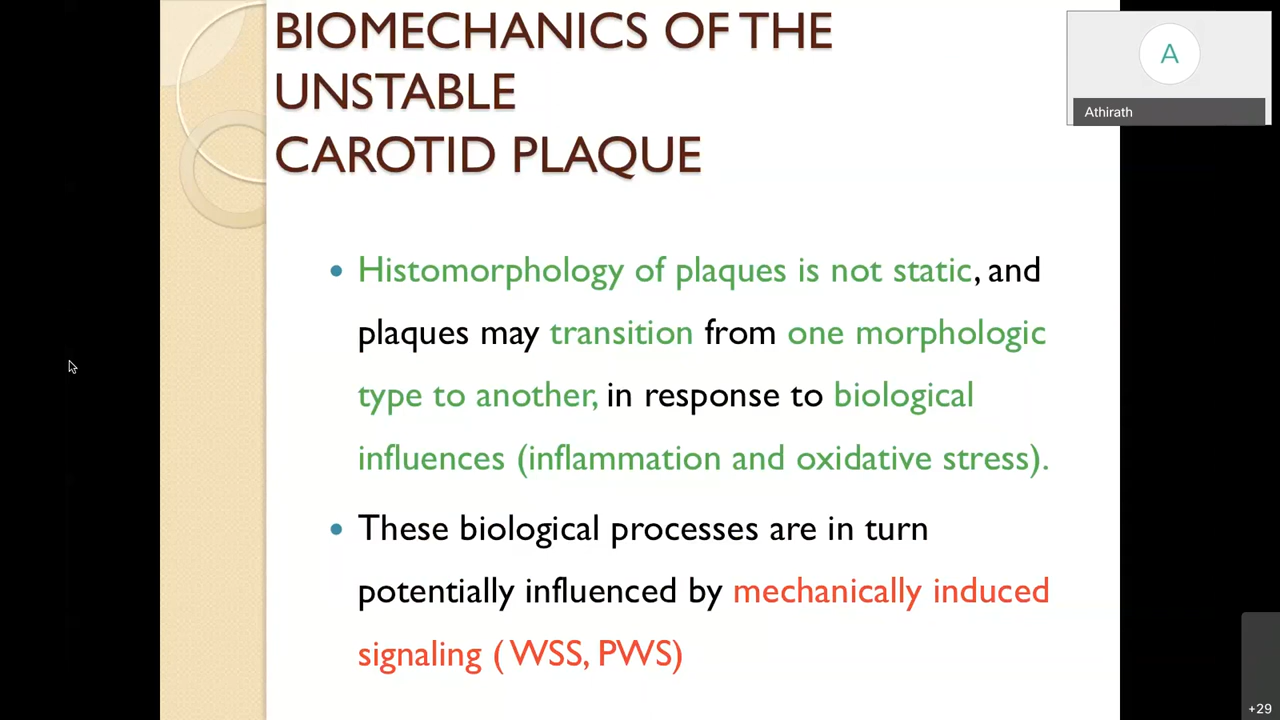 BIOMECHANICS OF THE
UNSTABLE
CAROTID PLAQUE
A
Athirath
• Histomorphology of plaques is not static, and
plaques may transition from one morphologic
type to another, in response to biological
influences (inflammation and oxidative stress).
• These biological processes are in turn
potentially influenced by mechanically induced
signaling ( WSS, PWS)
+29